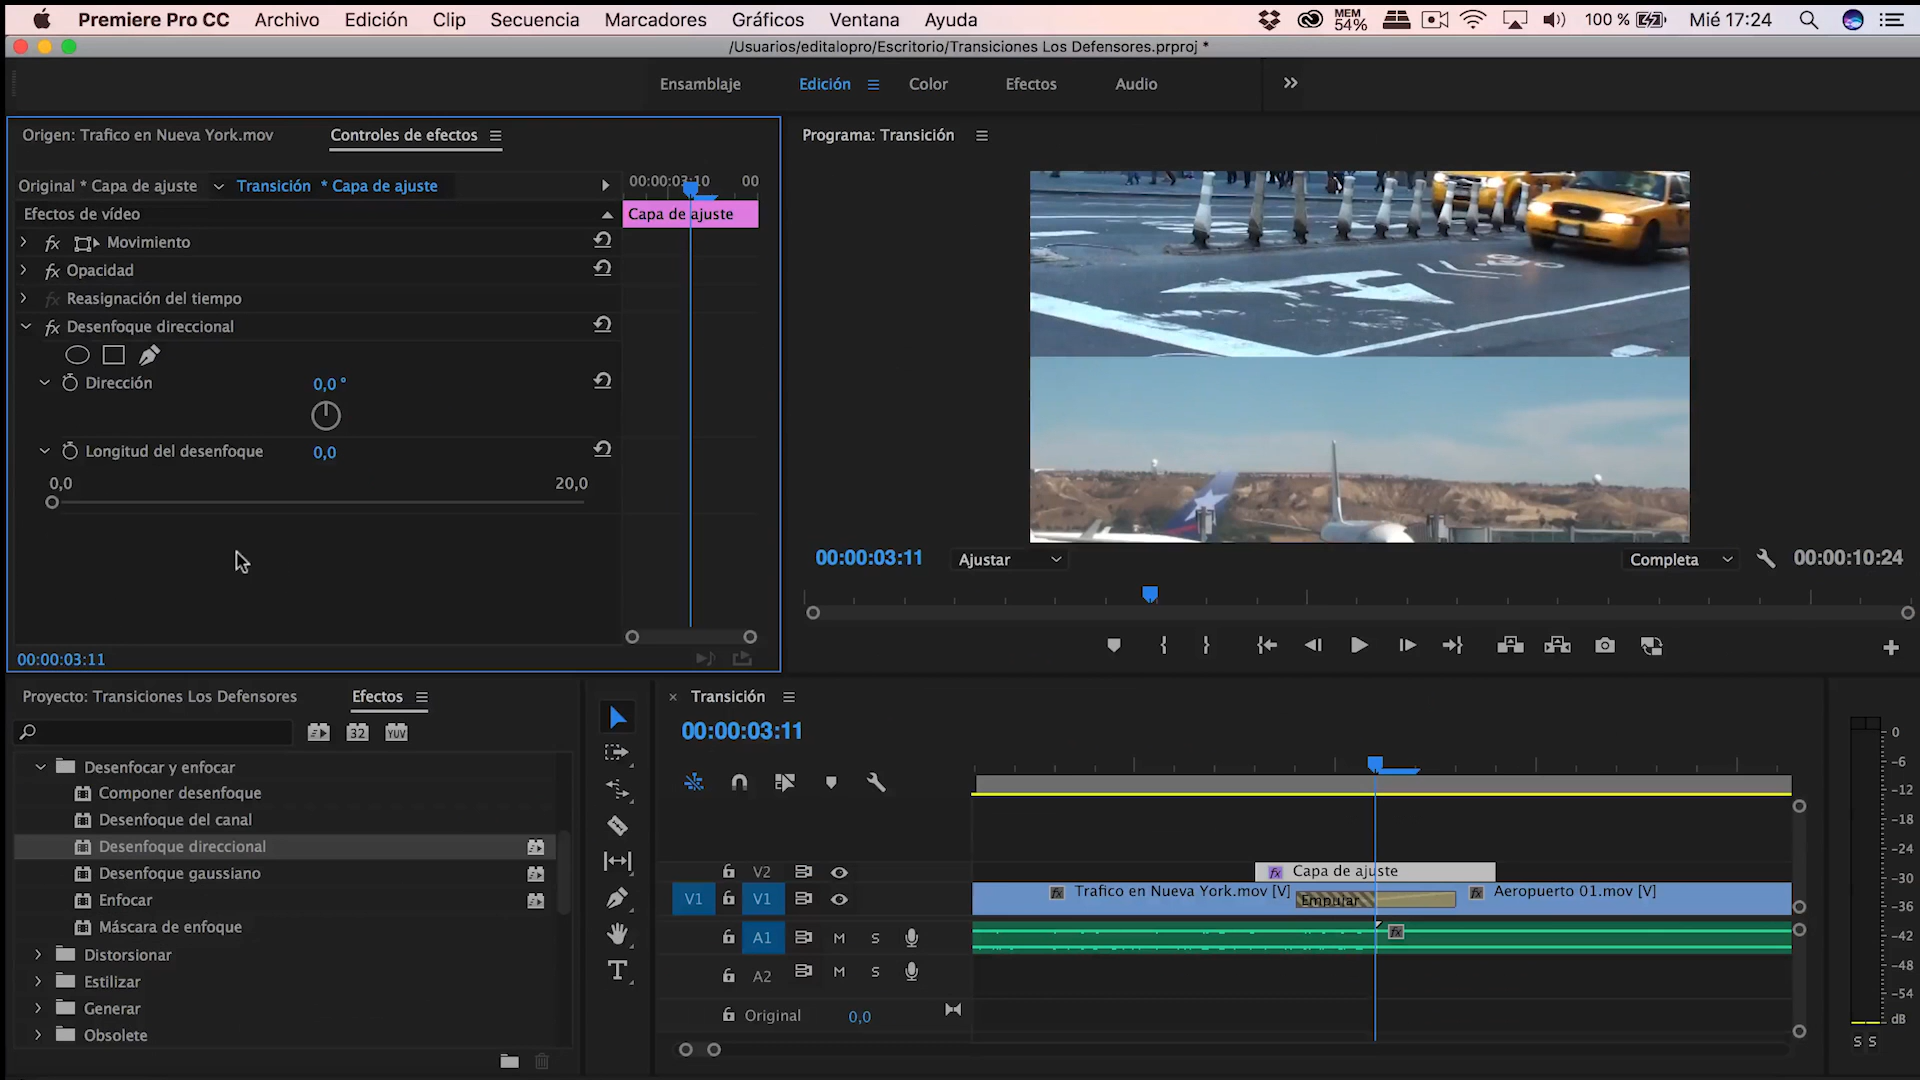 Premiere Pro CC Archivo Edición Clip Secuencia Marcadores Gráficos Ventana Ayuda MEM 54% 100 % Mié 17:24
/Usuarios/editalopro/Escritorio/Transiciones Los Defensores.prproj *
Ensamblaje Edición Color Efectos Audio
Origen: Trafico en Nueva York.mov Controles de efectos
Original * Capa de ajuste Transición * Capa de ajuste
00:00:03:10 00
Efectos de vídeo
Capa de ajuste
fx Movimiento
fx Opacidad
fx Reasignación del tiempo
fx Desenfoque direccional
Dirección 0,0 °
Longitud del desenfoque 0,0
0,0 20,0
00:00:03:11
Programa: Transición
00:00:03:11 Ajustar Completa 00:00:10:24
Proyecto: Transiciones Los Defensores Efectos
32 YUV
Desenfocar y enfocar
Componer desenfoque
Desenfoque del canal
Desenfoque direccional
Desenfoque gaussiano
Enfocar
Máscara de enfoque
Distorsionar
Estilizar
Generar
Obsolete
× Transición
00:00:03:11
V2 fx Capa de ajuste
V1 V1 fx Trafico en Nueva York.mov [V] Empujar fx Aeropuerto 01.mov [V]
A1 M S fx
A2 M S
Original 0,0
0
-6
-12
-18
-24
-30
-36
-42
-48
-54
dB
S S